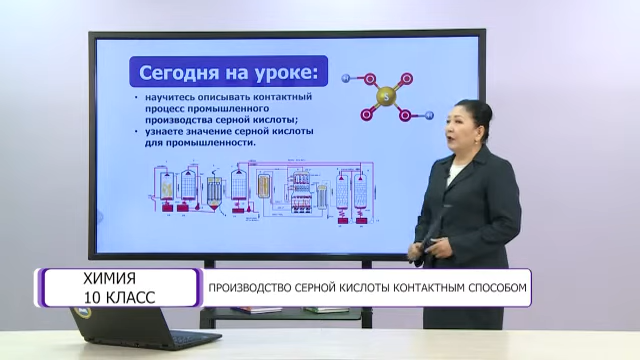 Сегодня на уроке:
• научитесь описывать контактный
процесс промышленного
производства серной кислоты;
• узнаете значение серной кислоты
для промышленности.
S
ХИМИЯ
10 КЛАСС
ПРОИЗВОДСТВО СЕРНОЙ КИСЛОТЫ КОНТАКТНЫМ СПОСОБОМ